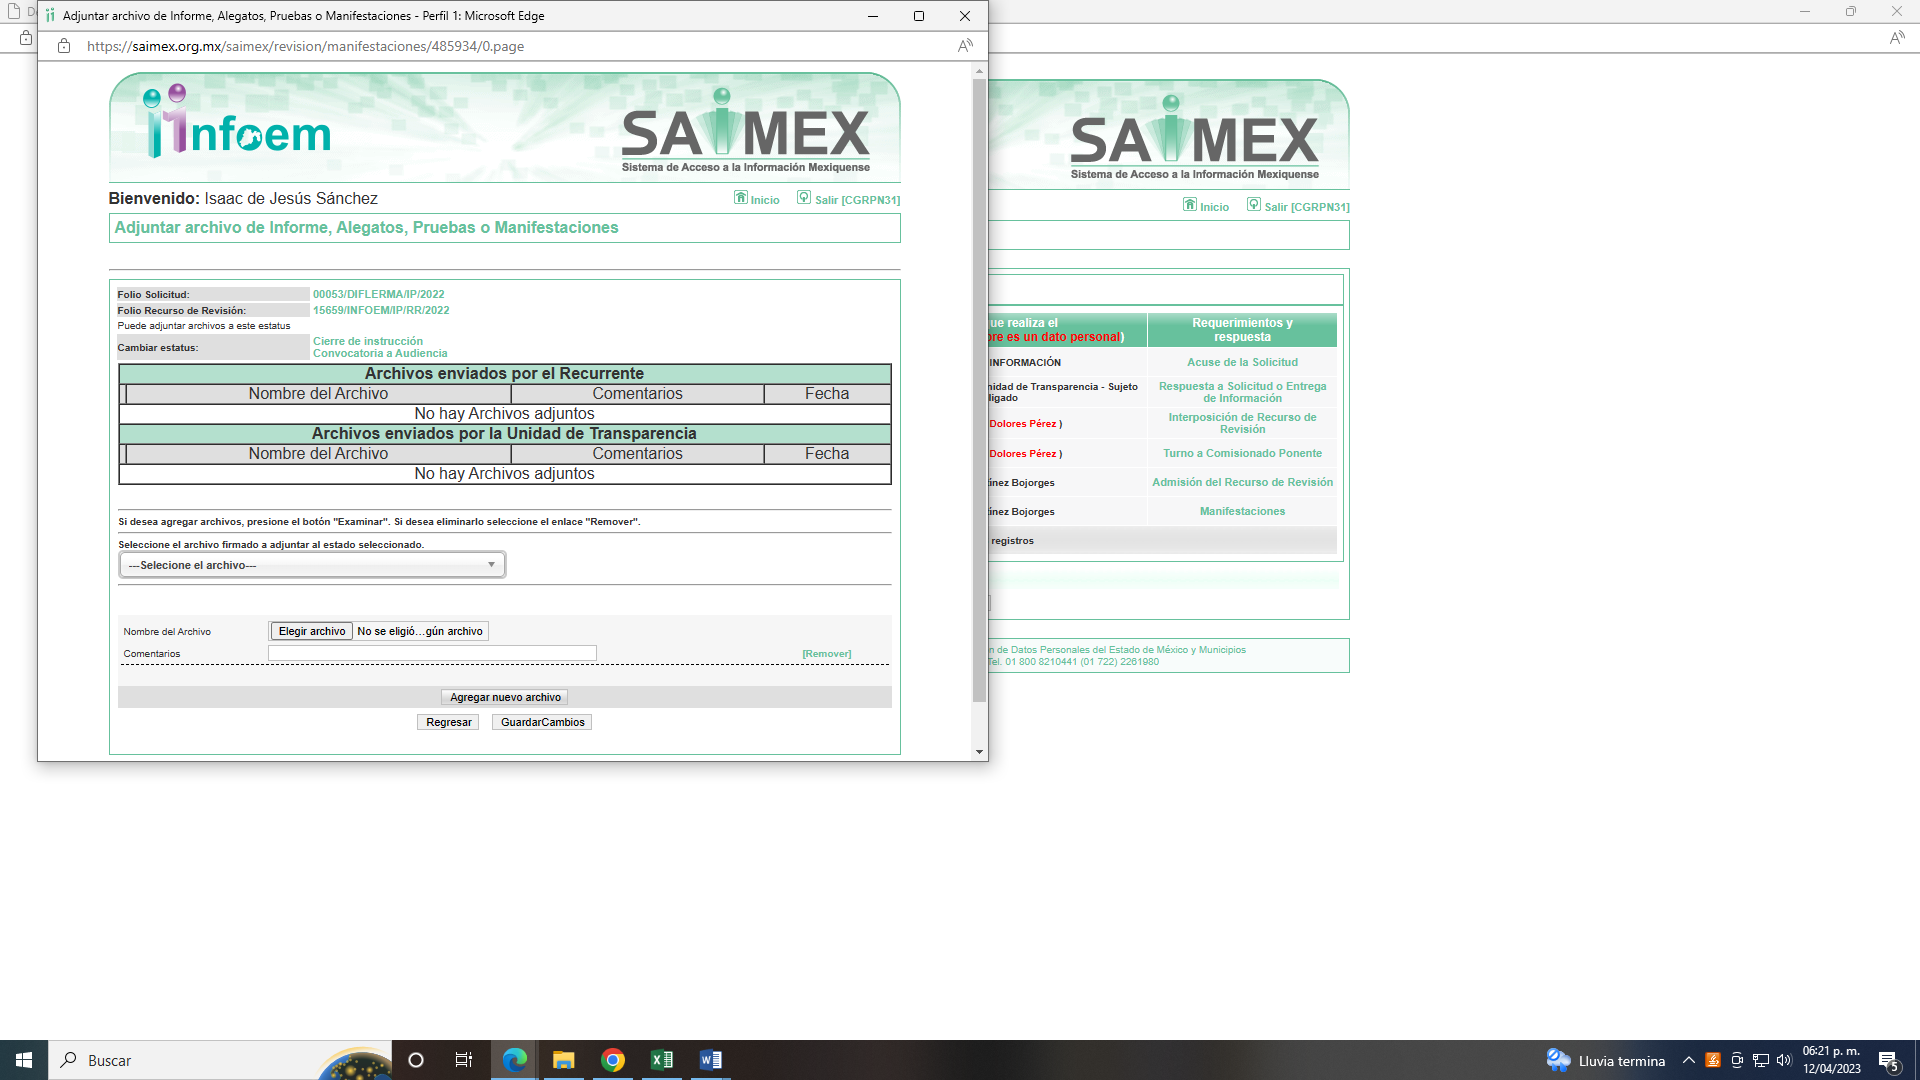 Adjuntar archivo de Informe, Alegatos, Pruebas o Manifestaciones - Perfil 1: Microsoft Edge
https://saimex.org.mx/saimex/revision/manifestaciones/485934/0.page
infoem
SAIMEX
Sistema de Acceso a la Información Mexiquense
Bienvenido: Isaac de Jesús Sánchez
Inicio
Salir [CGRPN31]
Adjuntar archivo de Informe, Alegatos, Pruebas o Manifestaciones
Folio Solicitud: 00053/DIFLERMA/IP/2022
Folio Recurso de Revisión: 15659/INFOEM/IP/RR/2022
Puede adjuntar archivos a este estatus
Cambiar estatus: Cierre de instrucción
Convocatoria a Audiencia
Archivos enviados por el Recurrente
Nombre del Archivo Comentarios Fecha
No hay Archivos adjuntos
Archivos enviados por la Unidad de Transparencia
Nombre del Archivo Comentarios Fecha
No hay Archivos adjuntos
Si desea agregar archivos, presione el botón "Examinar". Si desea eliminarlo seleccione el enlace "Remover".
Seleccione el archivo firmado a adjuntar al estado seleccionado.
---Selecione el archivo---
Nombre del Archivo Elegir archivo No se eligió...gún archivo
Comentarios [Remover]
Agregar nuevo archivo
Regresar GuardarCambios
SAIMEX
Sistema de Acceso a la Información Mexiquense
Inicio
Salir [CGRPN31]
ue realiza el
bre es un dato personal)
Requerimientos y
respuesta
INFORMACIÓN
Acuse de la Solicitud
nidad de Transparencia - Sujeto
ligado
Respuesta a Solicitud o Entrega
de Información
Dolores Pérez )
Interposición de Recurso de
Revisión
Dolores Pérez )
Turno a Comisionado Ponente
ínez Bojorges
Admisión del Recurso de Revisión
ínez Bojorges
Manifestaciones
registros
n de Datos Personales del Estado de México y Municipios
Tel. 01 800 8210441 (01 722) 2261980
Buscar
Lluvia termina
06:21 p. m.
12/04/2023
5